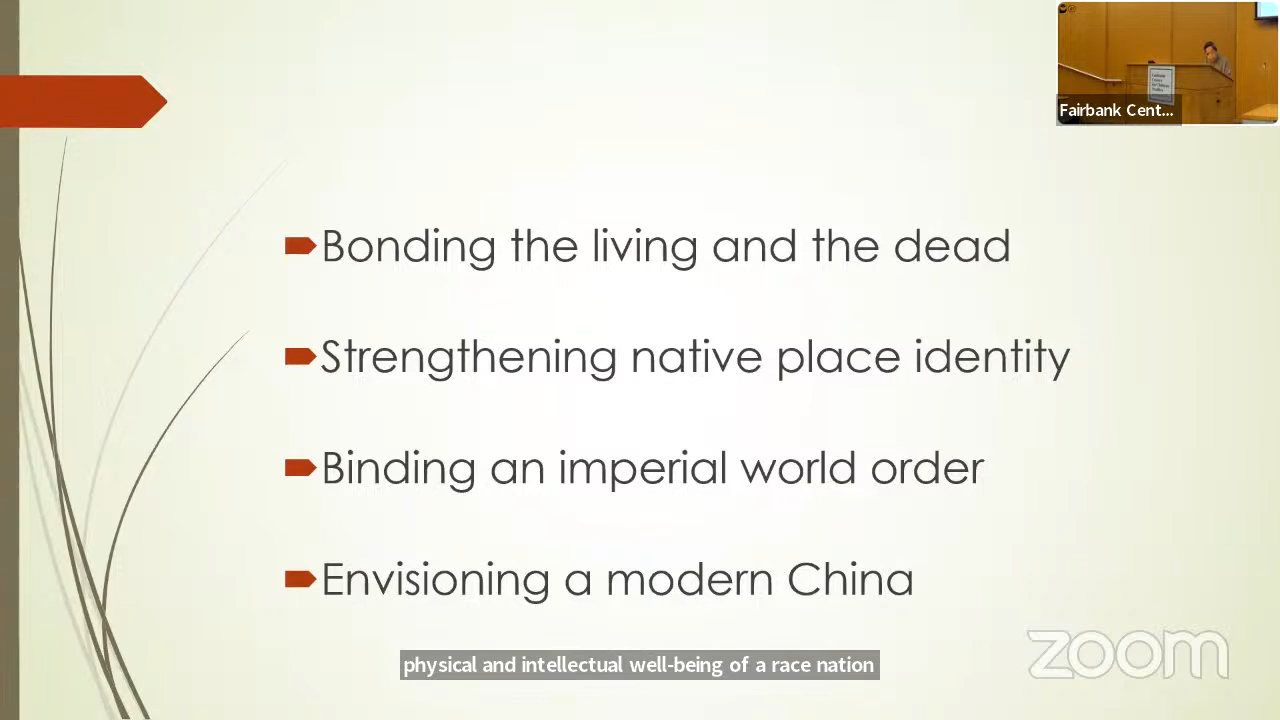 Fairbank Cent...
Bonding the living and the dead
Strengthening native place identity
Binding an imperial world order
Envisioning a modern China
physical and intellectual well-being of a race nation
zoom